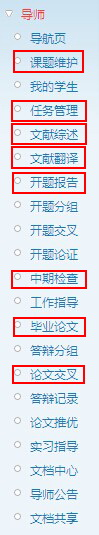 导师
导航页
课题维护
我的学生
任务管理
文献综述
文献翻译
开题报告
开题分组
开题交叉
开题论证
中期检查
工作指导
毕业论文
答辩分组
论文交叉
答辩记录
论文推优
实习指导
文档中心
导师公告
文档共享